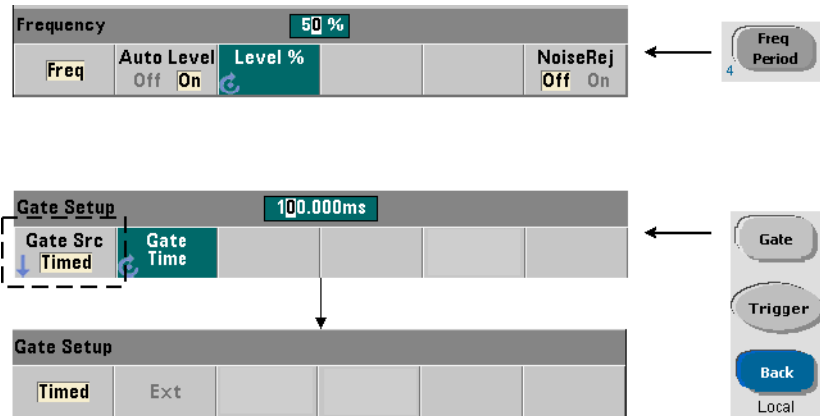 Frequency 50 %
Freq
Auto Level
Off On
Level %
NoiseRej
Off On
Freq
Period
4
Gate Setup 100.000ms
Gate Src
Timed
Gate
Time
Gate
Trigger
Gate Setup
Timed Ext
Back
Local